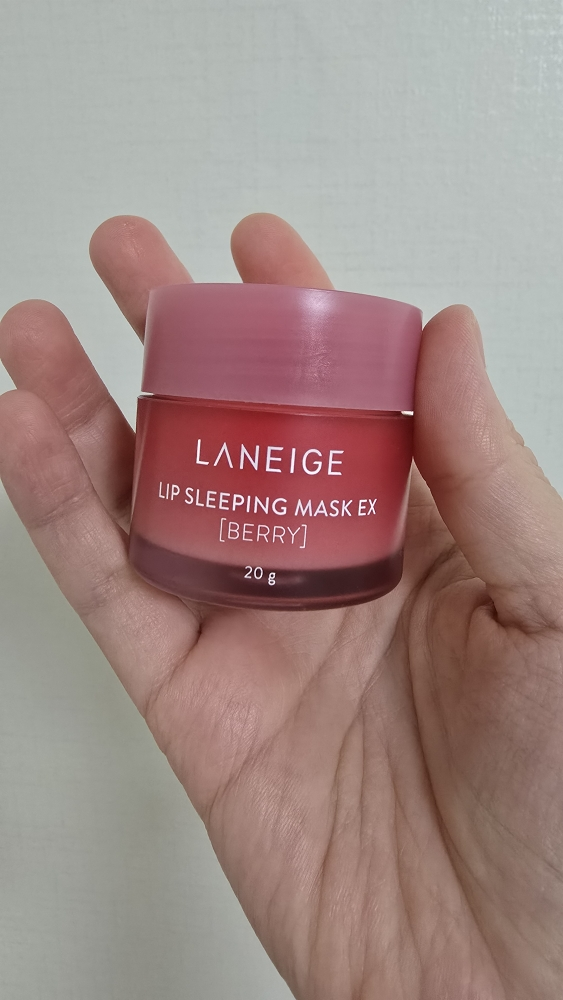 LANEIGE
LIP SLEEPING MASK EX
[BERRY]
20 g